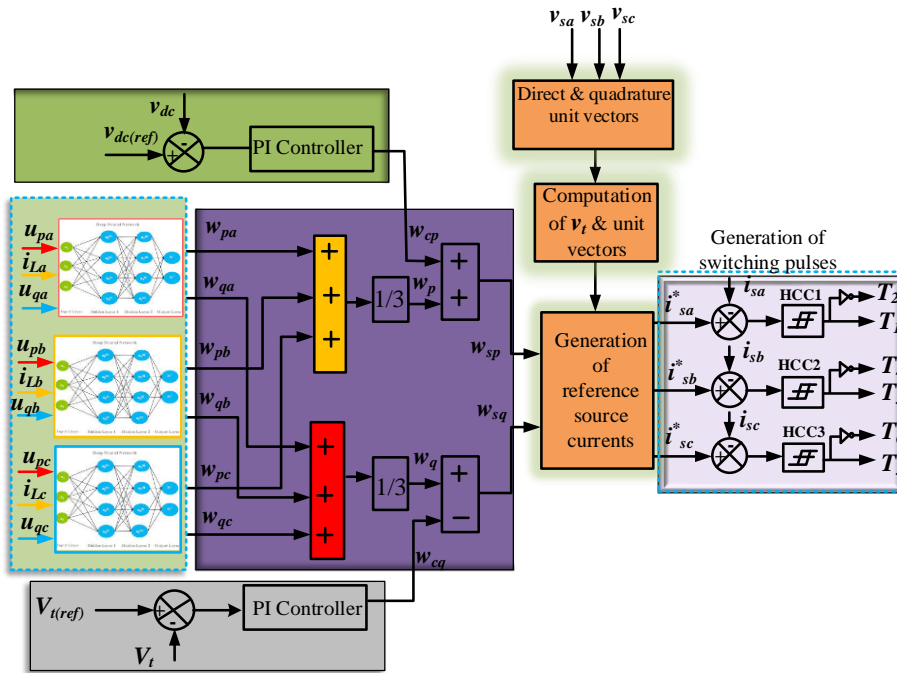 v_sa v_sb v_sc
Direct & quadrature
unit vectors
Computation
of v_t & unit
vectors
Generation
of
reference
source
currents
v_dc
v_dc(ref)
+
-
PI Controller
u_pa
i_La
u_qa
u_pb
i_Lb
u_qb
u_pc
i_Lc
u_qc
w_pa
w_qa
w_pb
w_qb
w_pc
w_qc
+
+
+
1/3
w_p
w_cp
+
+
w_sp
+
+
+
1/3
w_q
w_cq
+
−
w_sq
V_t(ref)
+
-
V_t
PI Controller
Generation of
switching pulses
i*_sa
i_sa
+
-
HCC1
i*_sb
i_sb
+
-
HCC2
i*_sc
i_sc
+
-
HCC3
T_2
T
T
T
T
T